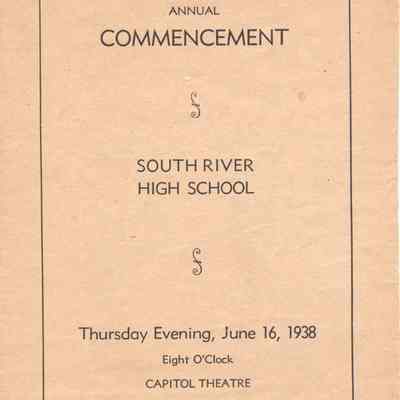 ANNUAL
COMMENCEMENT
SOUTH RIVER
HIGH SCHOOL
Thursday Evening, June 16, 1938
Eight O'Clock
CAPITOL THEATRE